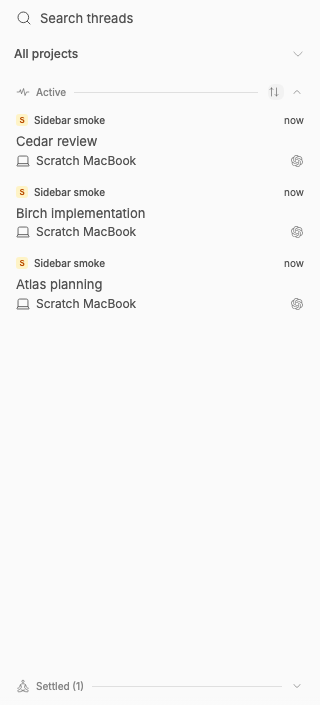 Search threads
All projects
Active
S Sidebar smoke now
Cedar review
Scratch MacBook
S Sidebar smoke now
Birch implementation
Scratch MacBook
S Sidebar smoke now
Atlas planning
Scratch MacBook
Settled (1)